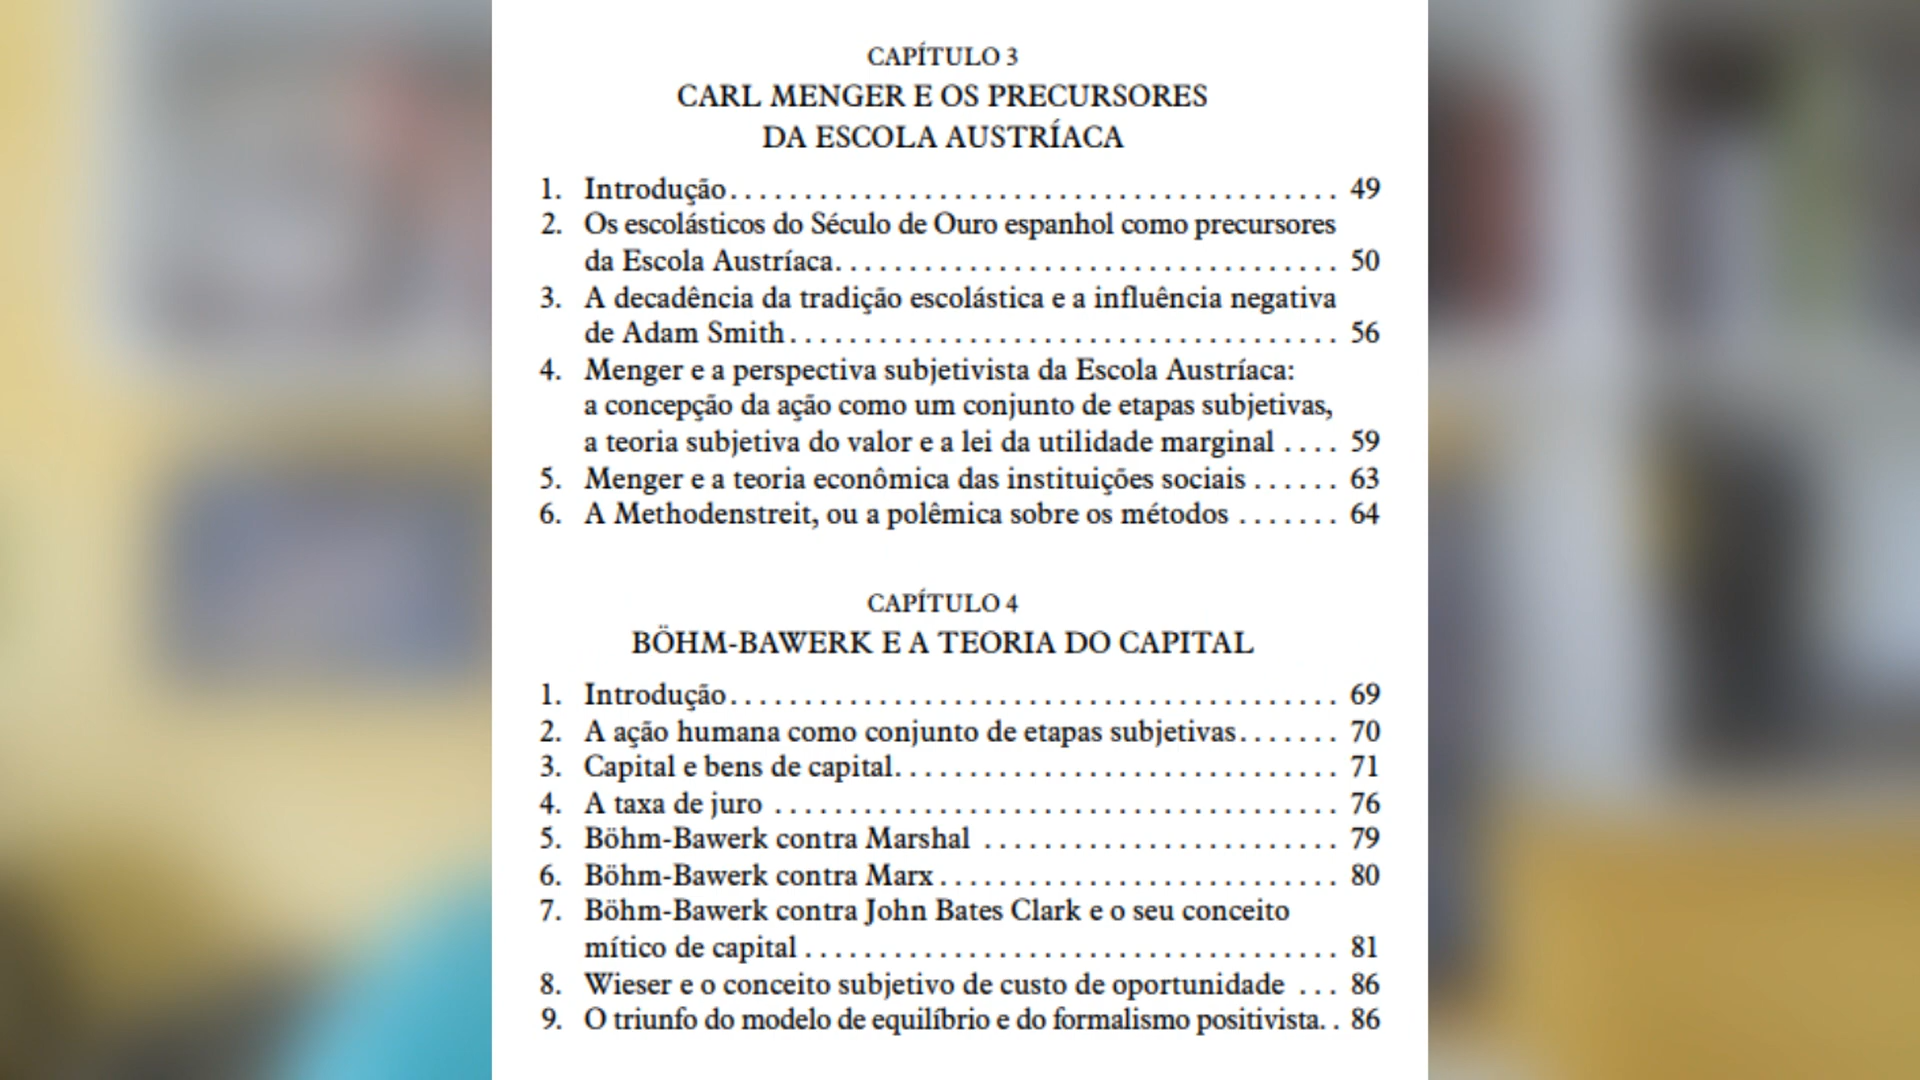 CAPÍTULO 3
CARL MENGER E OS PRECURSORES
DA ESCOLA AUSTRÍACA
1. Introdução. . . . . . . . . . . . . . . . . . . . . . . . . . . . . . . . . . . . . . . . . 49
2. Os escolásticos do Século de Ouro espanhol como precursores
da Escola Austríaca. . . . . . . . . . . . . . . . . . . . . . . . . . . . . . . . . . 50
3. A decadência da tradição escolástica e a influência negativa
de Adam Smith . . . . . . . . . . . . . . . . . . . . . . . . . . . . . . . . . . . . . 56
4. Menger e a perspectiva subjetivista da Escola Austríaca:
a concepção da ação como um conjunto de etapas subjetivas,
a teoria subjetiva do valor e a lei da utilidade marginal . . . . 59
5. Menger e a teoria econômica das instituições sociais . . . . . . 63
6. A Methodenstreit, ou a polêmica sobre os métodos . . . . . . . 64
CAPÍTULO 4
BÖHM-BAWERK E A TEORIA DO CAPITAL
1. Introdução. . . . . . . . . . . . . . . . . . . . . . . . . . . . . . . . . . . . . . . . . 69
2. A ação humana como conjunto de etapas subjetivas. . . . . . . 70
3. Capital e bens de capital. . . . . . . . . . . . . . . . . . . . . . . . . . . . . . 71
4. A taxa de juro . . . . . . . . . . . . . . . . . . . . . . . . . . . . . . . . . . . . . . 76
5. Böhm-Bawerk contra Marshal . . . . . . . . . . . . . . . . . . . . . . . . 79
6. Böhm-Bawerk contra Marx . . . . . . . . . . . . . . . . . . . . . . . . . . . 80
7. Böhm-Bawerk contra John Bates Clark e o seu conceito
mítico de capital . . . . . . . . . . . . . . . . . . . . . . . . . . . . . . . . . . . . 81
8. Wieser e o conceito subjetivo de custo de oportunidade . . . 86
9. O triunfo do modelo de equilíbrio e do formalismo positivista. . 86